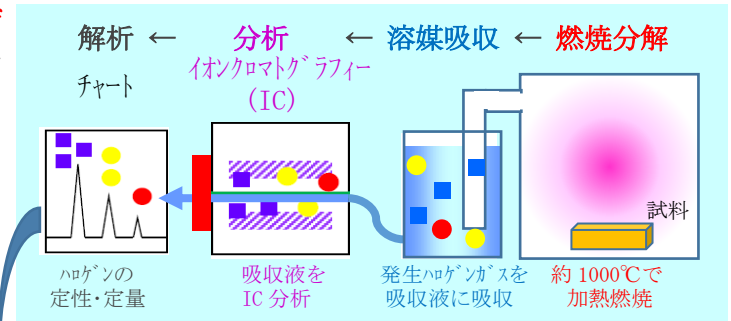 解析 ← 分析 ← 溶媒吸収 ← 燃焼分解
チャート
イオンクロマトグラフィー
(IC)
試料
ハロゲンの
定性・定量
吸収液を
IC 分析
発生ハロゲンガスを
吸収液に吸収
約 1000℃で
加熱燃焼